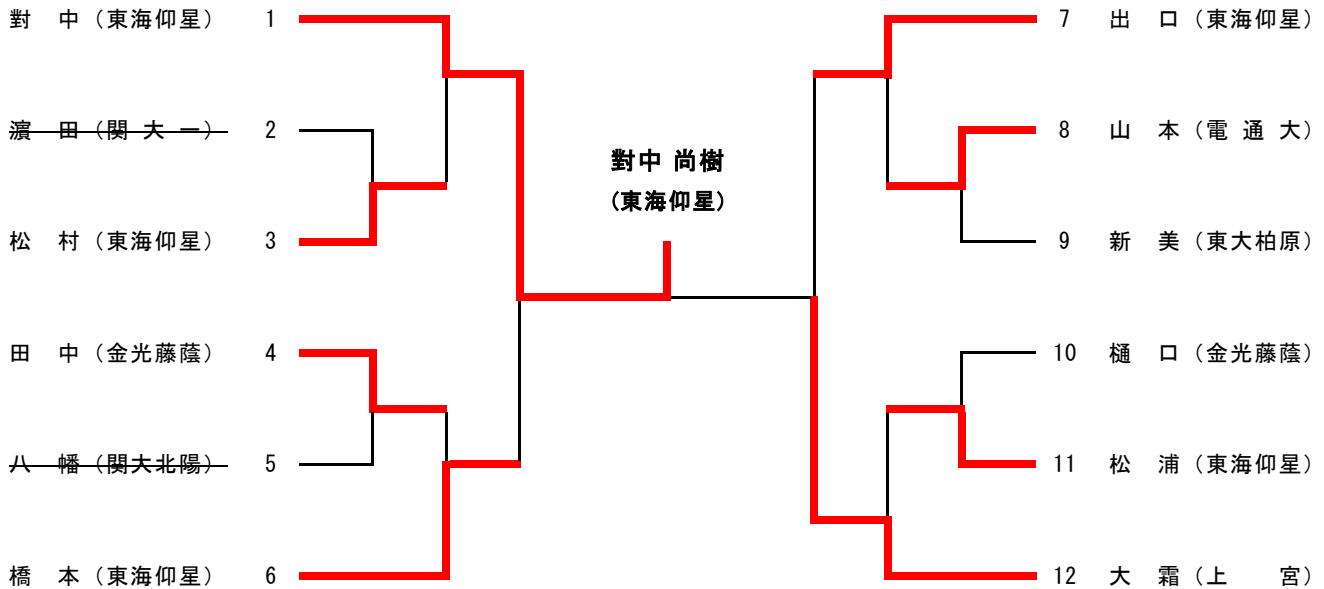 對　中（東海仰星）　1
濵　田（関 大 一）　2
松　村（東海仰星）　3
田　中（金光藤蔭）　4
八　幡（関大北陽）　5
橋　本（東海仰星）　6
對中 尚樹
（東海仰星）
7　出　口（東海仰星）
8　山　本（電 通 大）
9　新　美（東大柏原）
10　樋　口（金光藤蔭）
11　松　浦（東海仰星）
12　大　霜（上　　宮）